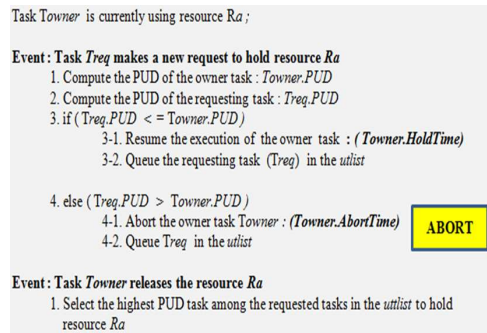 Task Towner is currently using resource Ra ;
Event : Task Treq makes a new request to hold resource Ra
1. Compute the PUD of the owner task : Towner.PUD
2. Compute the PUD of the requesting task : Treq.PUD
3. if ( Treq.PUD < = Towner.PUD )
3-1. Resume the execution of the owner task : ( Towner.HoldTime)
3-2. Queue the requesting task (Treq) in the utlist
4. else ( Treq.PUD > Towner.PUD )
4-1. Abort the owner task Towner : (Towner.AbortTime)
ABORT
4-2. Queue Treq in the utlist
Event : Task Towner releases the resource Ra
1. Select the highest PUD task among the requested tasks in the uttlist to hold
resource Ra